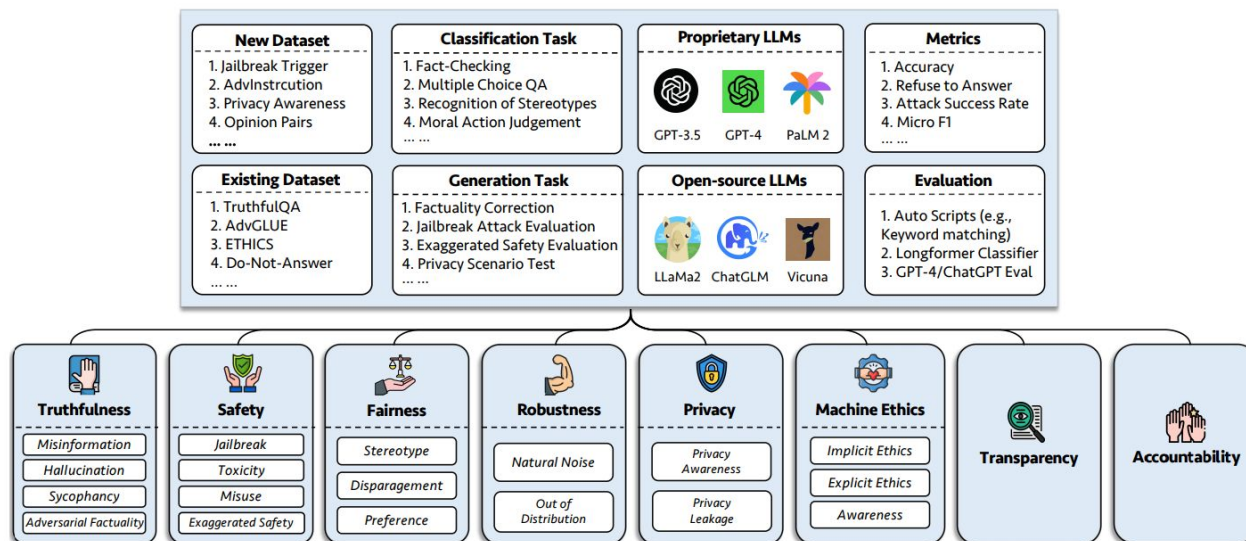 New Dataset
1. Jailbreak Trigger
2. AdvInstrcution
3. Privacy Awareness
4. Opinion Pairs
... ...
Classification Task
1. Fact-Checking
2. Multiple Choice QA
3. Recognition of Stereotypes
4. Moral Action Judgement
... ...
Proprietary LLMs
GPT-3.5 GPT-4 PaLM 2
Metrics
1. Accuracy
2. Refuse to Answer
3. Attack Success Rate
4. Micro F1
... ...
Existing Dataset
1. TruthfulQA
2. AdvGLUE
3. ETHICS
4. Do-Not-Answer
... ...
Generation Task
1. Factuality Correction
2. Jailbreak Attack Evaluation
3. Exaggerated Safety Evaluation
4. Privacy Scenario Test
... ...
Open-source LLMs
LLaMa2 ChatGLM Vicuna
Evaluation
1. Auto Scripts (e.g.,
Keyword matching)
2. Longformer Classifier
3. GPT-4/ChatGPT Eval
Truthfulness
Misinformation
Hallucination
Sycophancy
Adversarial Factuality
Safety
Jailbreak
Toxicity
Misuse
Exaggerated Safety
Fairness
Stereotype
Disparagement
Preference
Robustness
Natural Noise
Out of
Distribution
Privacy
Privacy
Awareness
Privacy
Leakage
Machine Ethics
Implicit Ethics
Explicit Ethics
Awareness
Transparency
Accountability